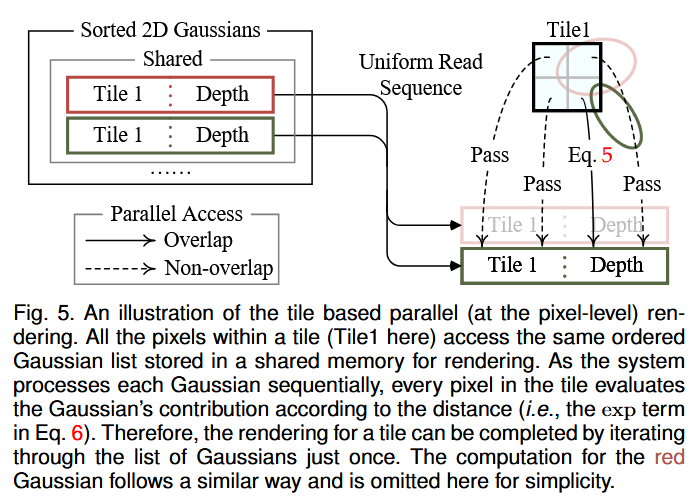 Sorted 2D Gaussians
Shared
Tile 1 ⋮ Depth
Tile 1 ⋮ Depth
......
Uniform Read
Sequence
Tile1
Pass
Eq. 5
Pass
Pass
Parallel Access
Overlap
Non-overlap
Tile 1 ⋮ Depth
Tile 1 ⋮ Depth
Fig. 5. An illustration of the tile based parallel (at the pixel-level) ren-
dering. All the pixels within a tile (Tile1 here) access the same ordered
Gaussian list stored in a shared memory for rendering. As the system
processes each Gaussian sequentially, every pixel in the tile evaluates
the Gaussian's contribution according to the distance (i.e., the exp term
in Eq. 6). Therefore, the rendering for a tile can be completed by iterating
through the list of Gaussians just once. The computation for the red
Gaussian follows a similar way and is omitted here for simplicity.